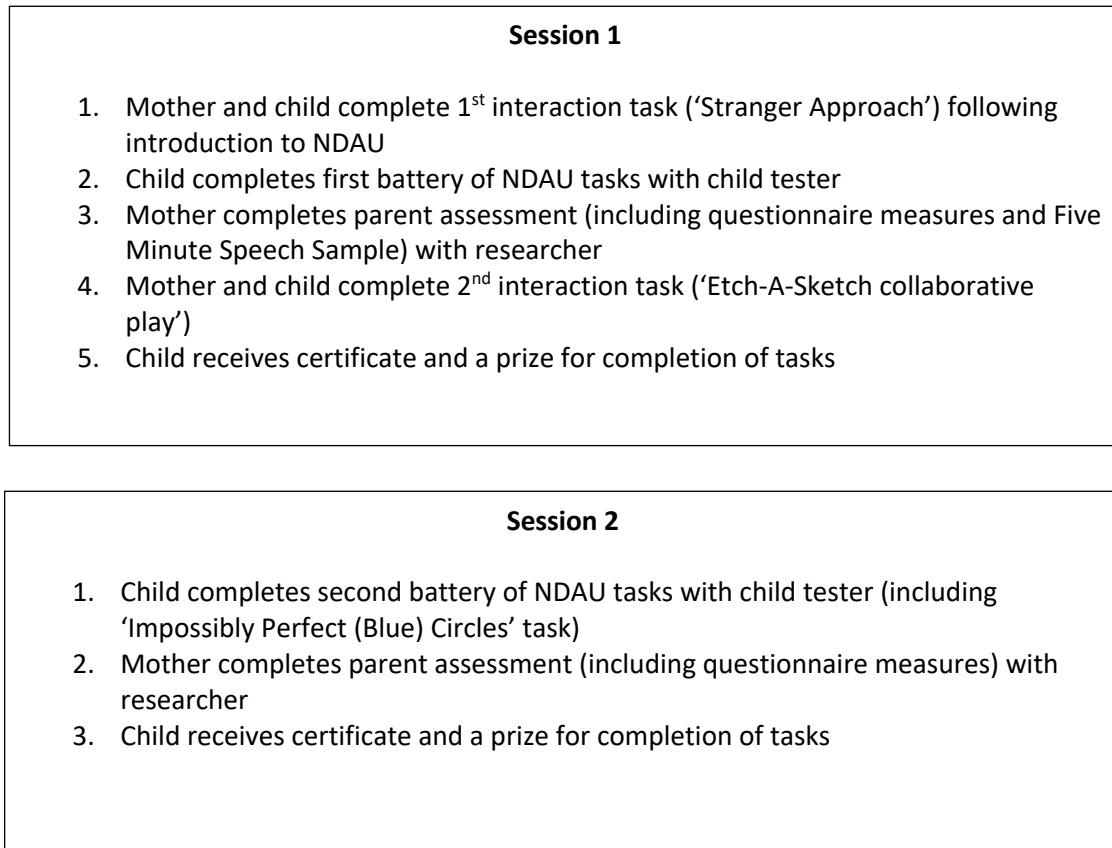 Session 1
1. Mother and child complete 1st interaction task (‘Stranger Approach’) following
introduction to NDAU
2. Child completes first battery of NDAU tasks with child tester
3. Mother completes parent assessment (including questionnaire measures and Five
Minute Speech Sample) with researcher
4. Mother and child complete 2nd interaction task (‘Etch-A-Sketch collaborative
play’)
5. Child receives certificate and a prize for completion of tasks
Session 2
1. Child completes second battery of NDAU tasks with child tester (including
‘Impossibly Perfect (Blue) Circles’ task)
2. Mother completes parent assessment (including questionnaire measures) with
researcher
3. Child receives certificate and a prize for completion of tasks